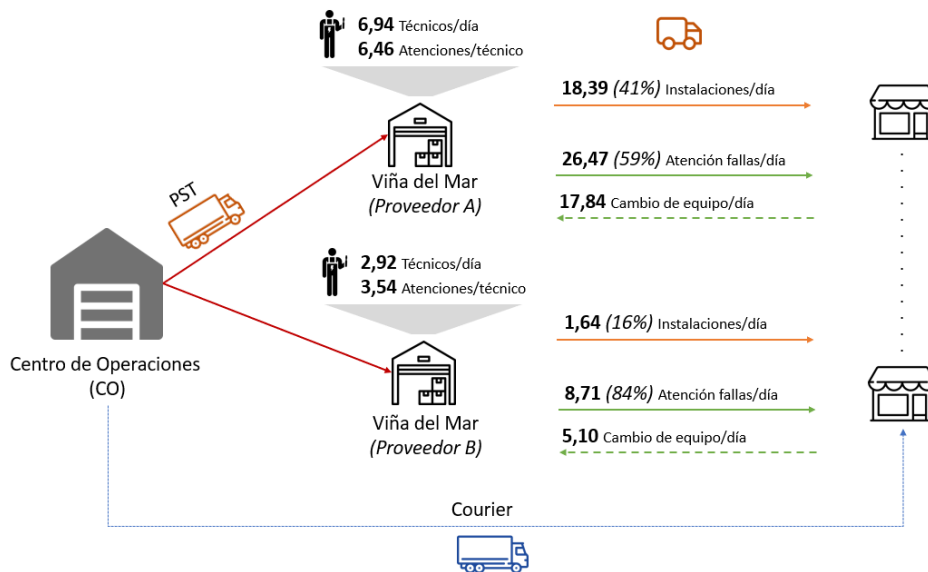 6,94 Técnicos/día
6,46 Atenciones/técnico
18,39 (41%) Instalaciones/día
26,47 (59%) Atención fallas/día
17,84 Cambio de equipo/día
Viña del Mar
(Proveedor A)
PST
2,92 Técnicos/día
3,54 Atenciones/técnico
1,64 (16%) Instalaciones/día
8,71 (84%) Atención fallas/día
5,10 Cambio de equipo/día
Viña del Mar
(Proveedor B)
Centro de Operaciones
(CO)
Courier